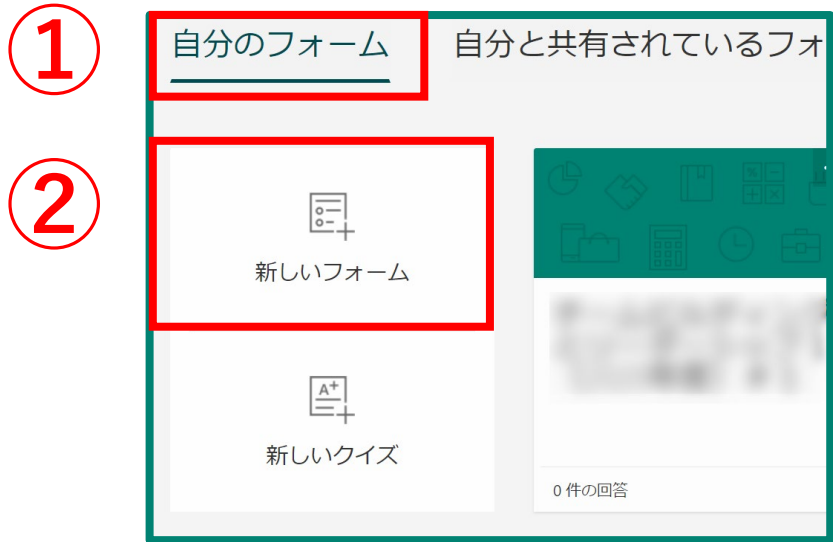 ①
自分のフォーム 自分と共有されているフォ
②
新しいフォーム
A+
新しいクイズ
0 件の回答